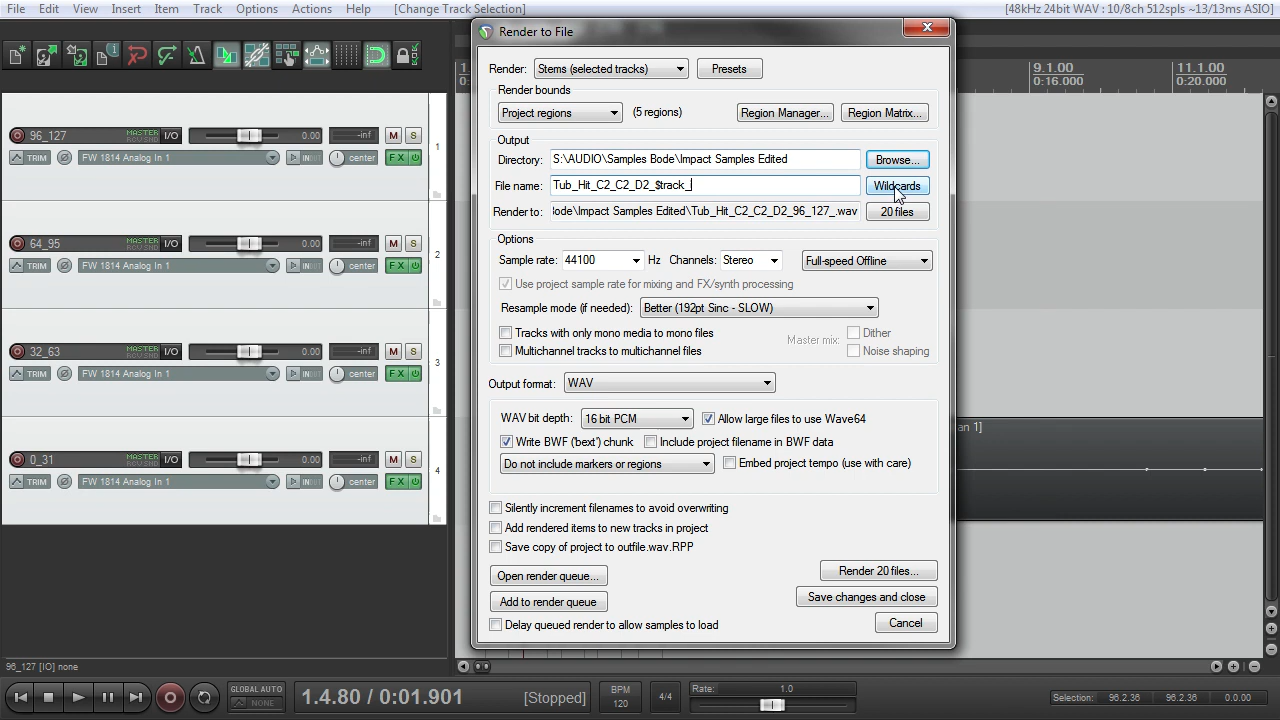 File Edit View Insert Item Track Options Actions Help [Change Track Selection] [48kHz 24bit WAV : 10/8ch 512spls ~13/13ms ASIO]
Render to File
Render: Stems (selected tracks) Presets
Render bounds
Project regions (5 regions) Region Manager... Region Matrix...
Output
Directory: S:\AUDIO\Samples Bode\Impact Samples Edited Browse...
File name: Tub_Hit_C2_C2_D2_$track_ Wildcards
Render to: ode\Impact Samples Edited\Tub_Hit_C2_C2_D2_96_127_.wav 20 files
Options
Sample rate: 44100 Hz Channels: Stereo Full-speed Offline
Use project sample rate for mixing and FX/synth processing
Resample mode (if needed): Better (192pt Sinc - SLOW)
Tracks with only mono media to mono files Master mix: Dither
Multichannel tracks to multichannel files Noise shaping
Output format: WAV
WAV bit depth: 16 bit PCM Allow large files to use Wave64
Write BWF ('bext') chunk Include project filename in BWF data
Do not include markers or regions Embed project tempo (use with care)
Silently increment filenames to avoid overwriting
Add rendered items to new tracks in project
Save copy of project to outfile.wav.RPP
Open render queue... Render 20 files...
Add to render queue Save changes and close
Delay queued render to allow samples to load Cancel
9.1.00 11.1.00
0:16.000 0:20.000
96_127 MASTER I/O 0.00 -inf M S
TRIM FW 1814 Analog In 1 center FX
1
64_95 MASTER I/O 0.00 -inf M S
TRIM FW 1814 Analog In 1 center FX
2
32_63 MASTER I/O 0.00 -inf M S
TRIM FW 1814 Analog In 1 center FX
3
0_31 MASTER I/O 0.00 -inf M S
TRIM FW 1814 Analog In 1 center FX
4
an 1]
96_127 [IO] none
GLOBAL AUTO
NONE
1.4.80 / 0:01.901 [Stopped]
BPM
120
4/4
Rate: 1.0
Selection: 96.2.36 96.2.36 0.0.00